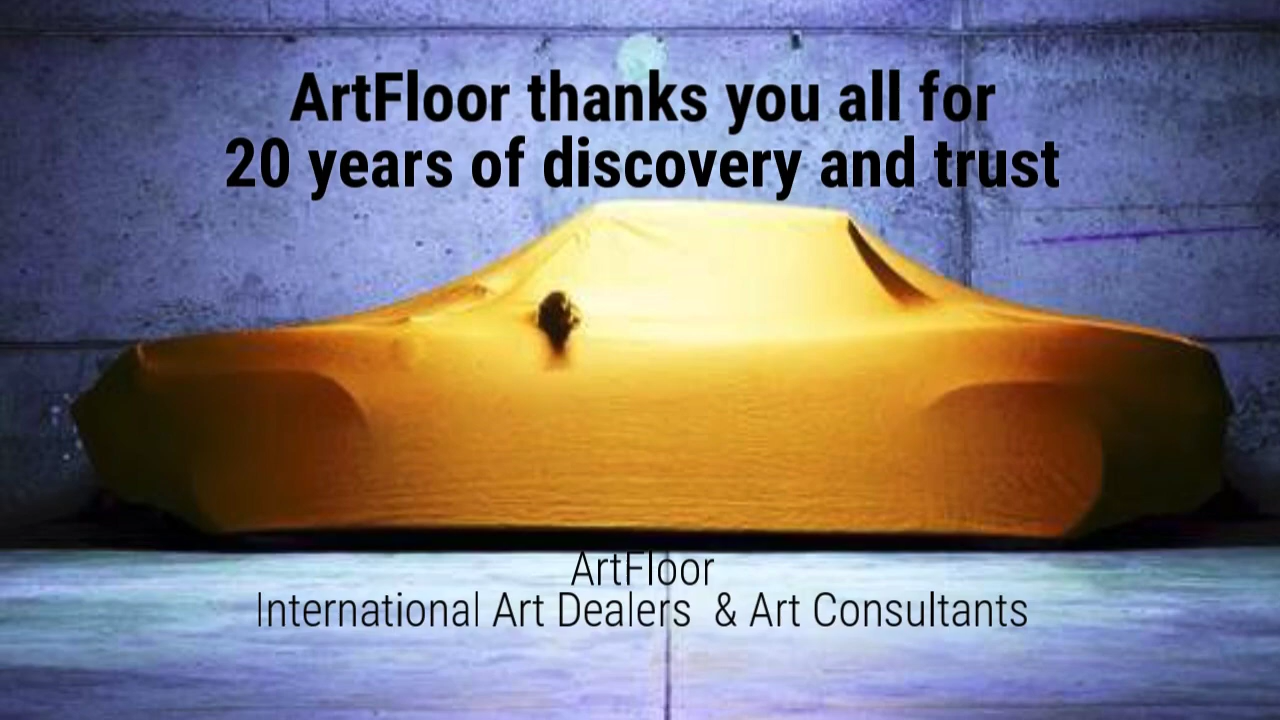 ArtFloor thanks you all for
20 years of discovery and trust
ArtFloor
International Art Dealers & Art Consultants